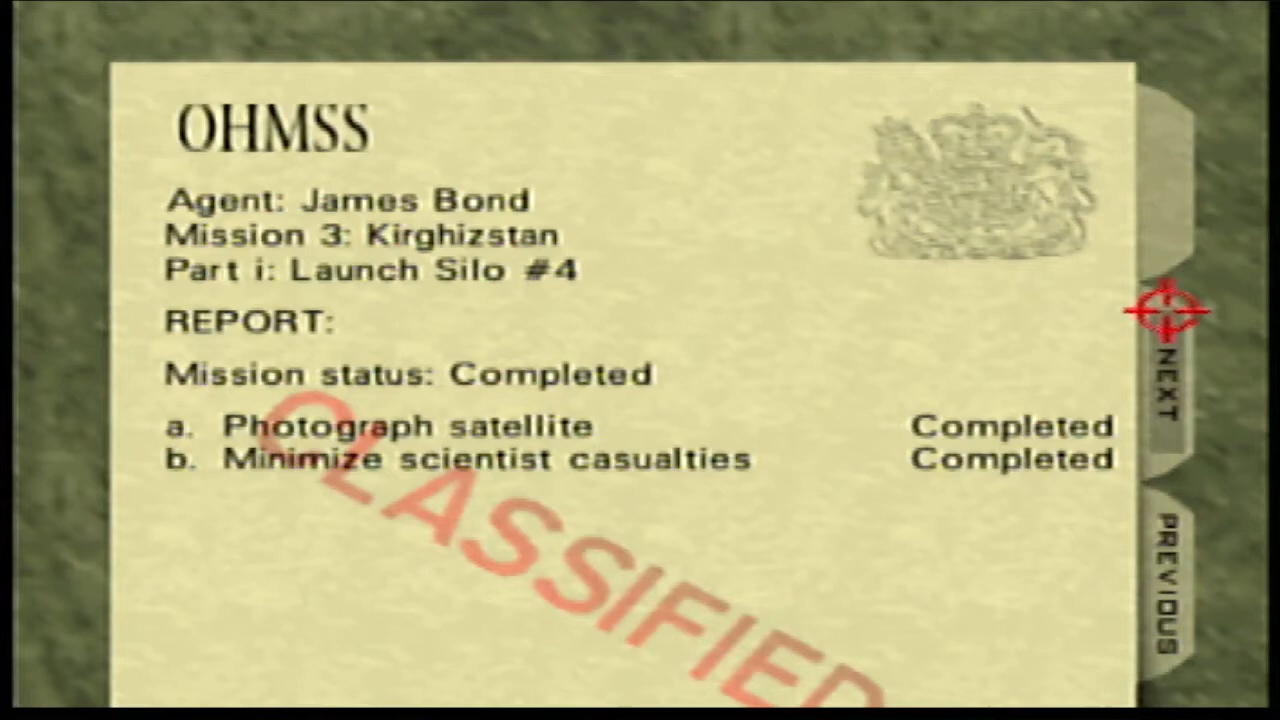 OHMSS
Agent: James Bond
Mission 3: Kirghizstan
Part i: Launch Silo #4
REPORT:
Mission status: Completed
a. Photograph satellite Completed
b. Minimize scientist casualties Completed
CLASSIFIED
NEXT
PREVIOUS